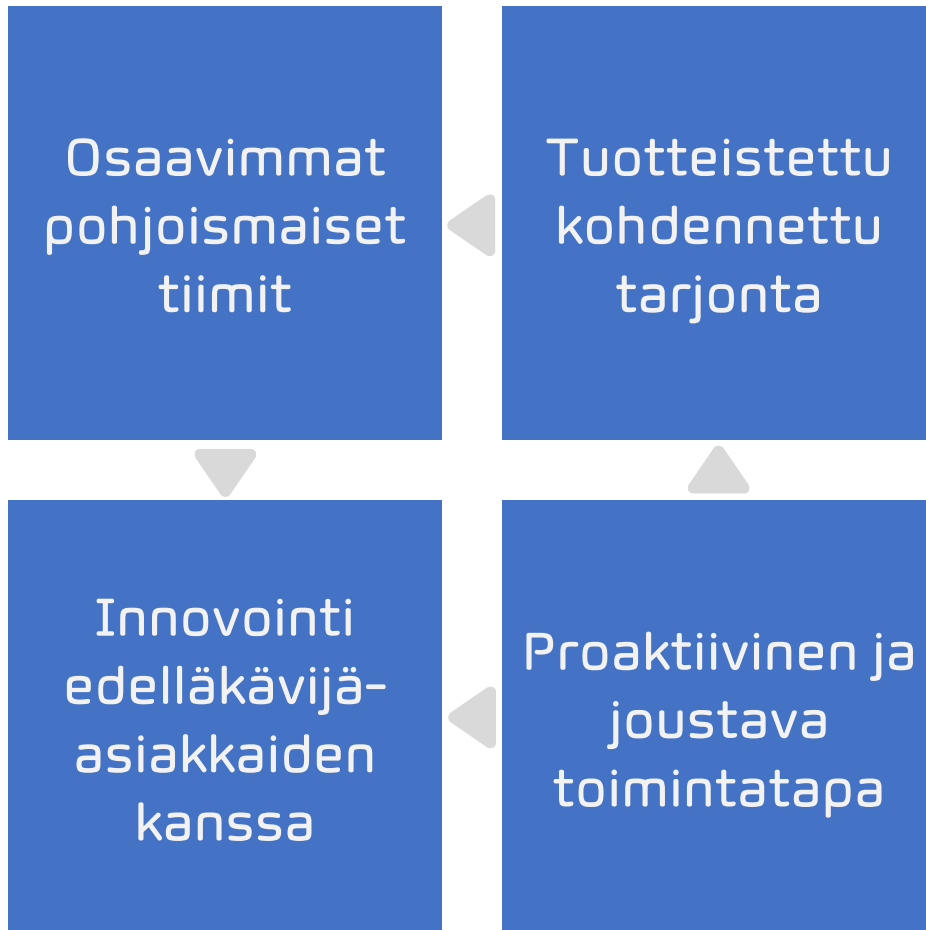 Osaavimmat
pohjoismaiset
tiimit
Tuotteistettu
kohdennettu
tarjonta
Innovointi
edelläkävijä-
asiakkaiden
kanssa
Proaktiivinen ja
joustava
toimintatapa